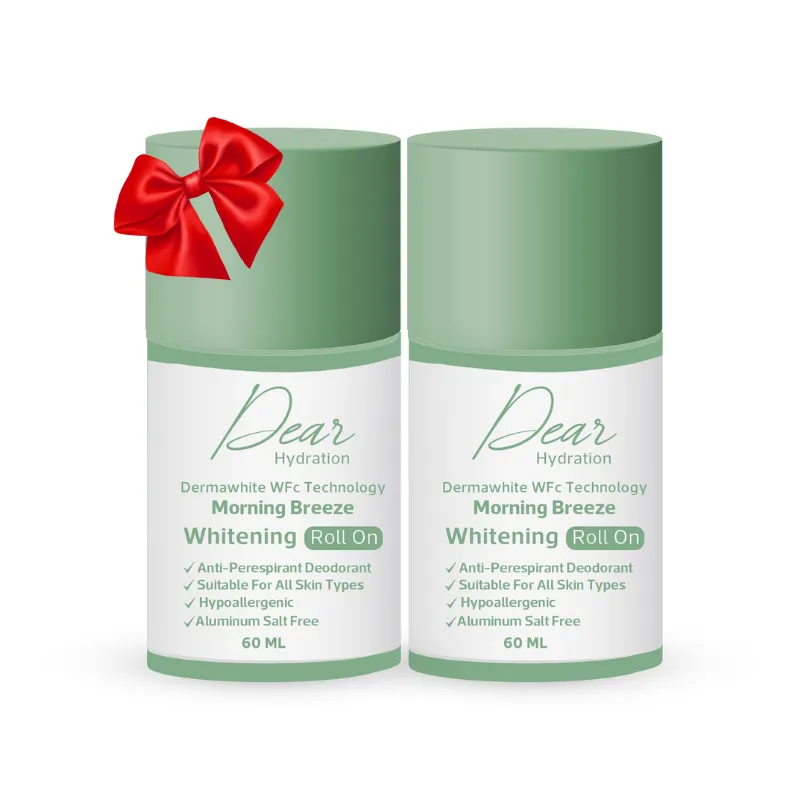 Dear
Hydration
Dermawhite WFc Technology
Morning Breeze
Whitening Roll On
✓ Anti-Perspirant Deodorant
✓ Suitable For All Skin Types
✓ Hypoallergenic
✓ Aluminum Salt Free
60 ML
Dear
Hydration
Dermawhite WFc Technology
Morning Breeze
Whitening Roll On
✓ Anti-Perspirant Deodorant
✓ Suitable For All Skin Types
✓ Hypoallergenic
✓ Aluminum Salt Free
60 ML